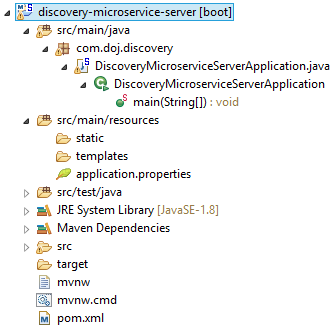 discovery-microservice-server [boot]
src/main/java
com.doj.discovery
DiscoveryMicroserviceServerApplication.java
DiscoveryMicroserviceServerApplication
main(String[]) : void
src/main/resources
static
templates
application.properties
src/test/java
JRE System Library [JavaSE-1.8]
Maven Dependencies
src
target
mvnw
mvnw.cmd
pom.xml